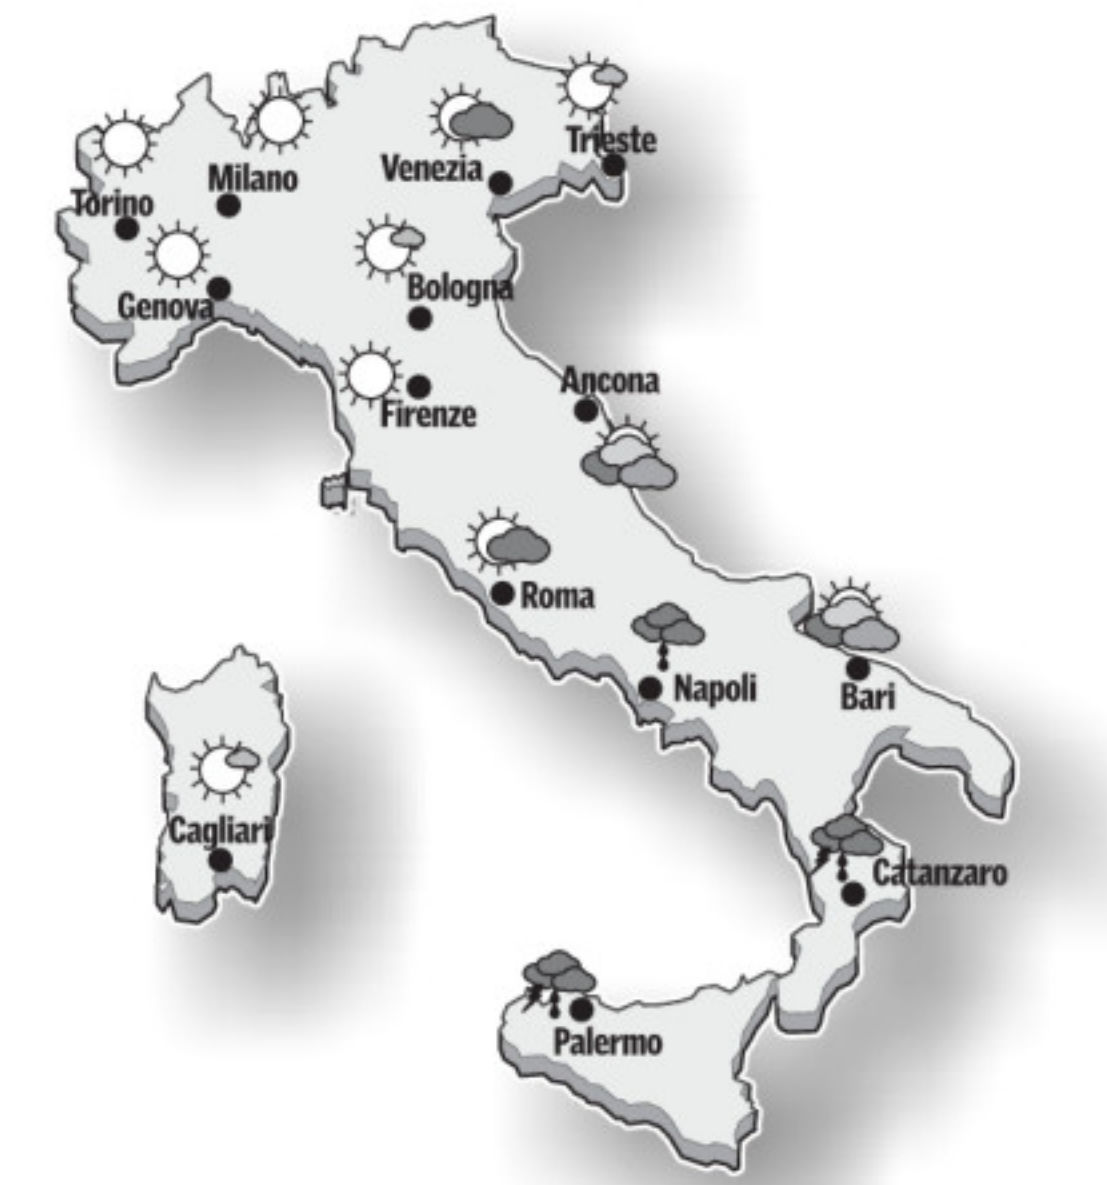 Trieste
Venezia
Milano
Torino
Bologna
Genova
Ancona
Firenze
Roma
Napoli
Bari
Cagliari
Catanzaro
Palermo